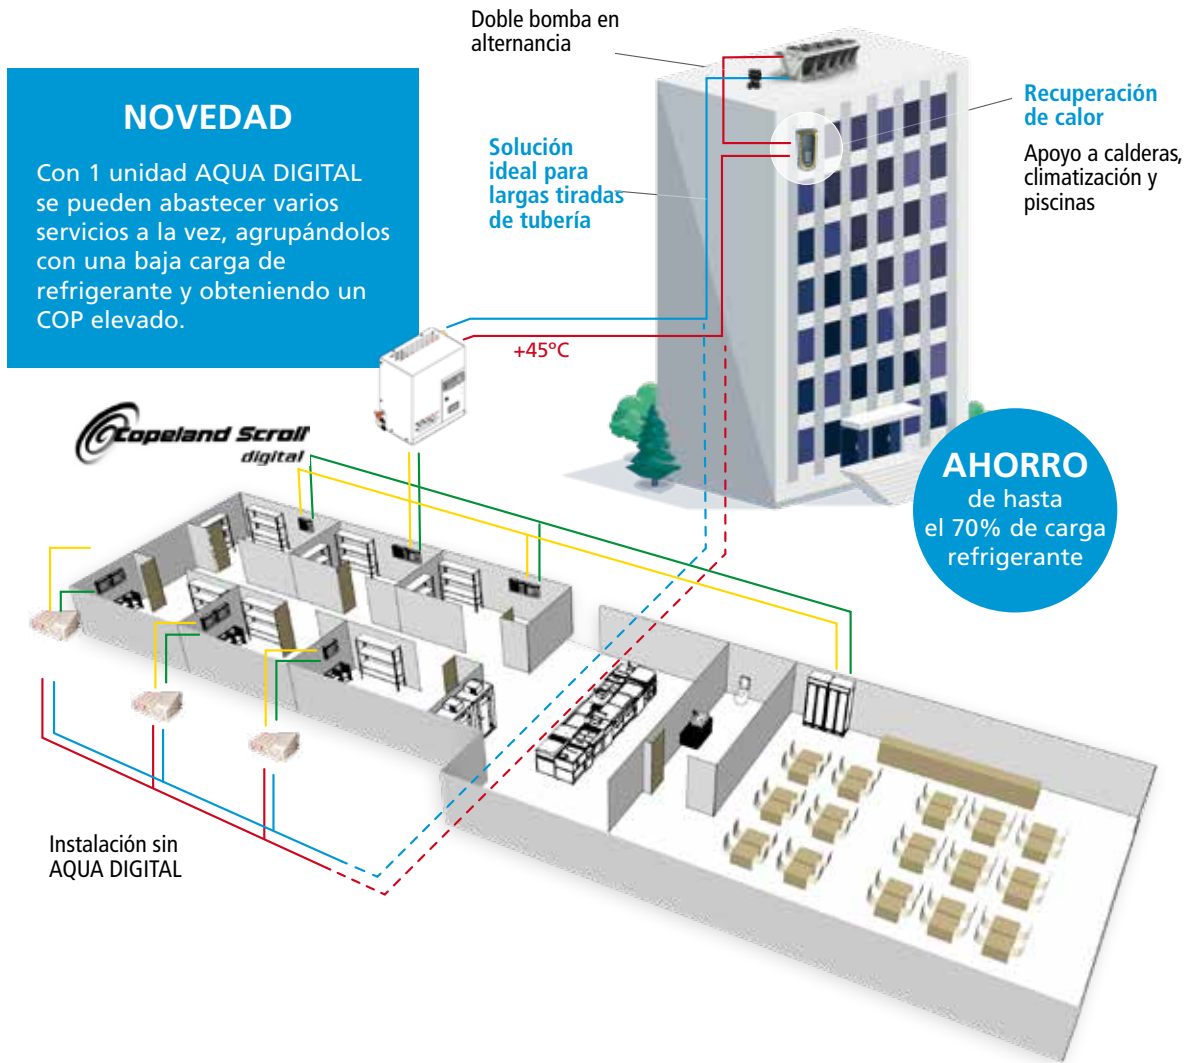 Doble bomba en
alternancia
NOVEDAD
Con 1 unidad AQUA DIGITAL
se pueden abastecer varios
servicios a la vez, agrupándolos
con una baja carga de
refrigerante y obteniendo un
COP elevado.
Solución
ideal para
largas tiradas
de tubería
Recuperación
de calor
Apoyo a calderas,
climatización y
piscinas
+45ºC
Copeland Scroll
digital
AHORRO
de hasta
el 70% de carga
refrigerante
Instalación sin
AQUA DIGITAL